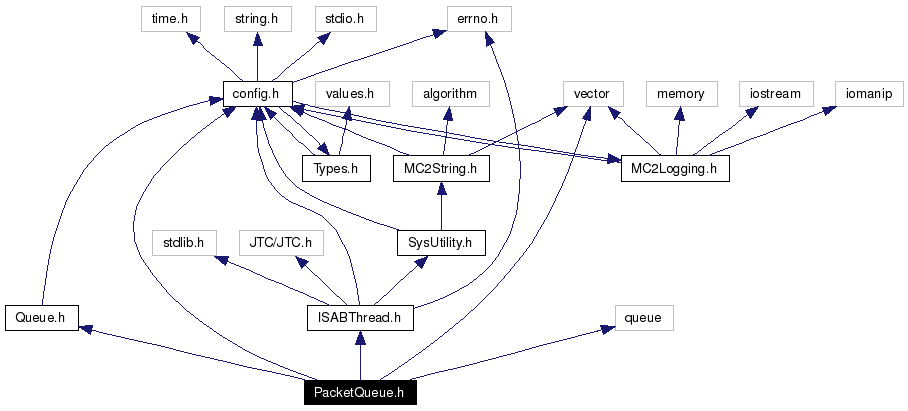 time.h
string.h
stdio.h
errno.h
config.h
values.h
algorithm
vector
memory
iostream
iomanip
Types.h
MC2String.h
MC2Logging.h
stdlib.h
JTC/JTC.h
SysUtility.h
Queue.h
ISABThread.h
queue
PacketQueue.h